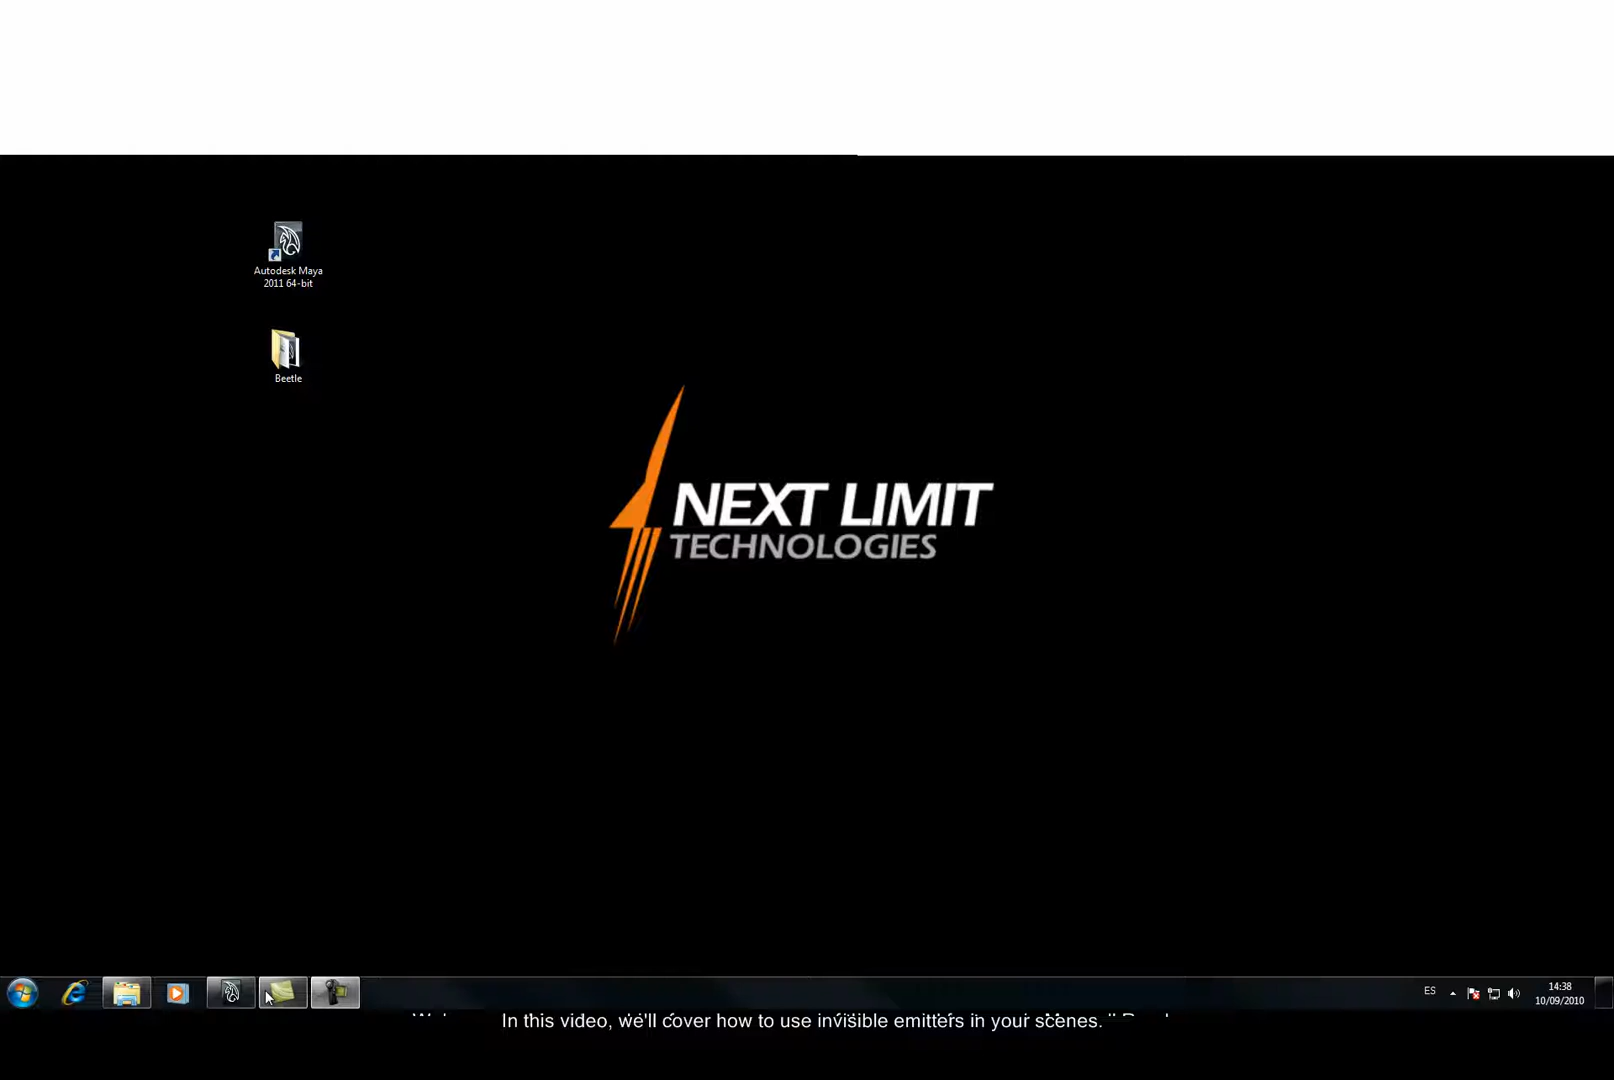 Autodesk Maya
2011 64-bit
Beetle
NEXT LIMIT
TECHNOLOGIES
ES
14:38
10/09/2010
In this video, we'll cover how to use invisible emitters in your scenes.